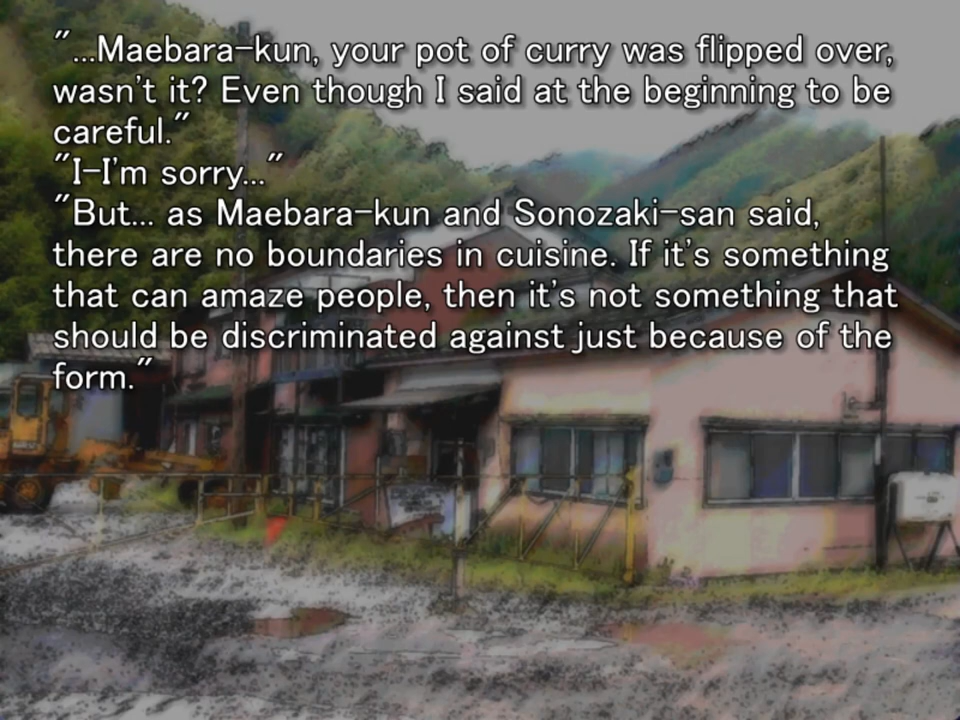 "...Maebara-kun, your pot of curry was flipped over,
wasn't it? Even though I said at the beginning to be
careful."
"I-I'm sorry..."
"But... as Maebara-kun and Sonozaki-san said,
there are no boundaries in cuisine. If it's something
that can amaze people, then it's not something that
should be discriminated against just because of the
form."